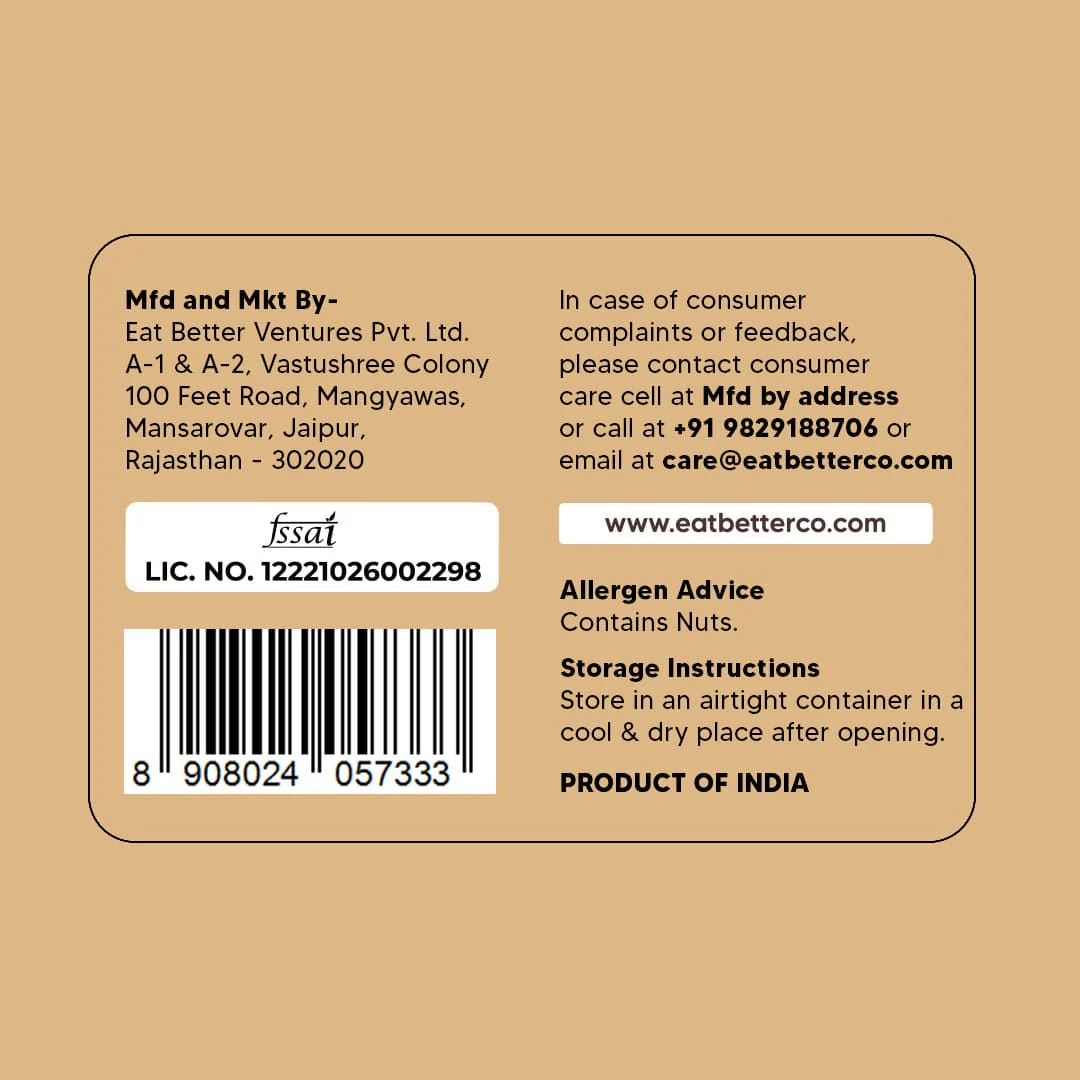 Mfd and Mkt By-
Eat Better Ventures Pvt. Ltd.
A-1 & A-2, Vastushree Colony
100 Feet Road, Mangyawas,
Mansarovar, Jaipur,
Rajasthan - 302020
fssai
LIC. NO. 12221026002298
8 908024 057333
In case of consumer
complaints or feedback,
please contact consumer
care cell at Mfd by address
or call at +91 9829188706 or
email at care@eatbetterco.com
www.eatbetterco.com
Allergen Advice
Contains Nuts.
Storage Instructions
Store in an airtight container in a
cool & dry place after opening.
PRODUCT OF INDIA